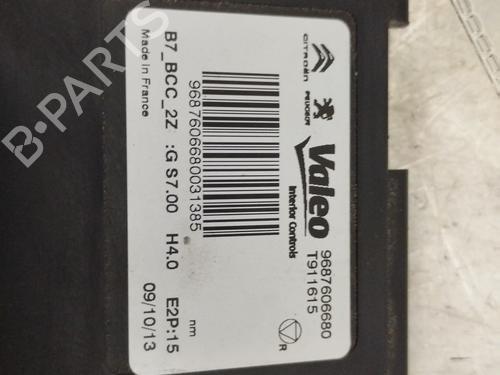 CITROËN
PEUGEOT
Valeo
Interior Controls
9687606680
T911615
R
9687606680031385
B7_BCC_2Z :G S7.00 H4.0 E2P:15
nm
Made in France
09/10/13
B-PARTS